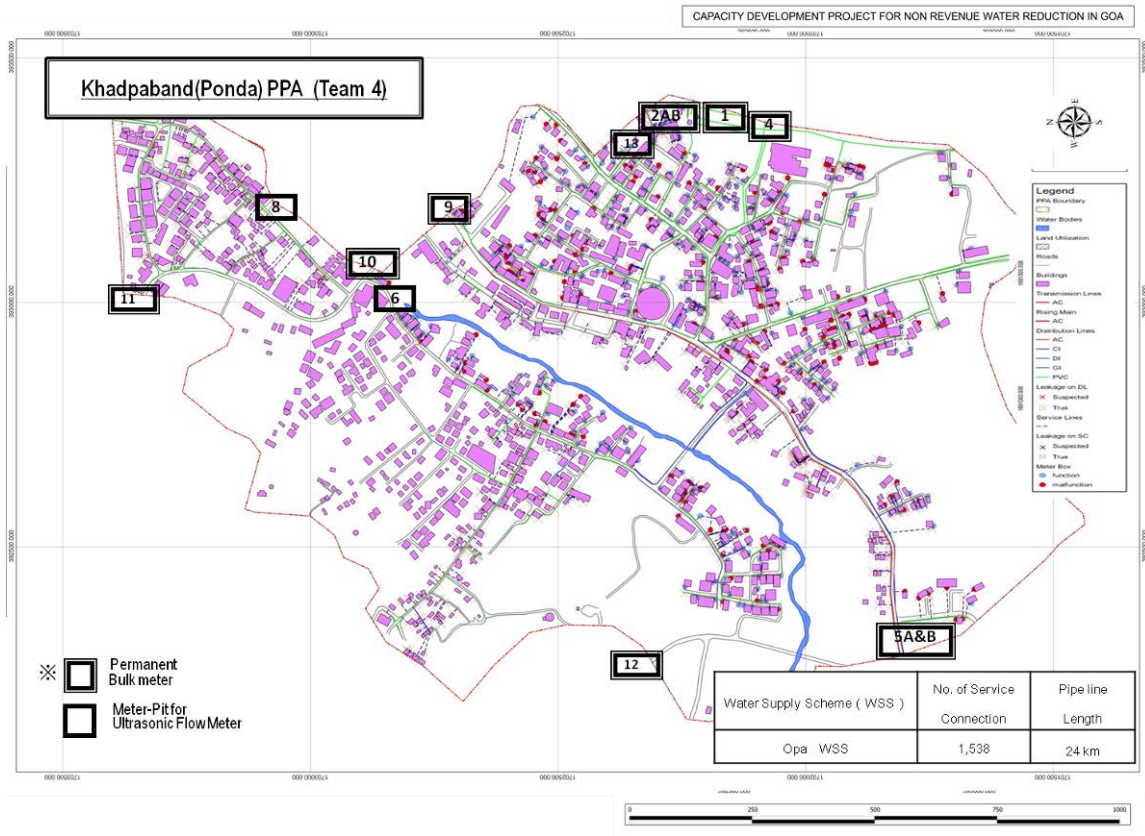 CAPACITY DEVELOPMENT PROJECT FOR NON REVENUE WATER REDUCTION IN GOA
Khadpaband(Ponda) PPA (Team 4)
2AB
1
4
13
8
9
10
11
6
12
5A&B
N
E
S
W
Legend
PPA Boundary
Water Bodies
Land Utilization
Roads
Buildings
Transmission Lines
AC
Rising Main
AC
Distribution Lines
AC
CI
DI
GI
PVC
Leakage on DL
Suspected
True
Service Lines
Leakage on SC
Suspected
True
Meter Box
function
malfunction
※ Permanent
Bulk meter
Meter-Pit for
Ultrasonic Flow Meter
Water Supply Scheme ( WSS ) No. of Service Connection Pipe line Length
Opa WSS 1,538 24 km
0 250 500 750 1000